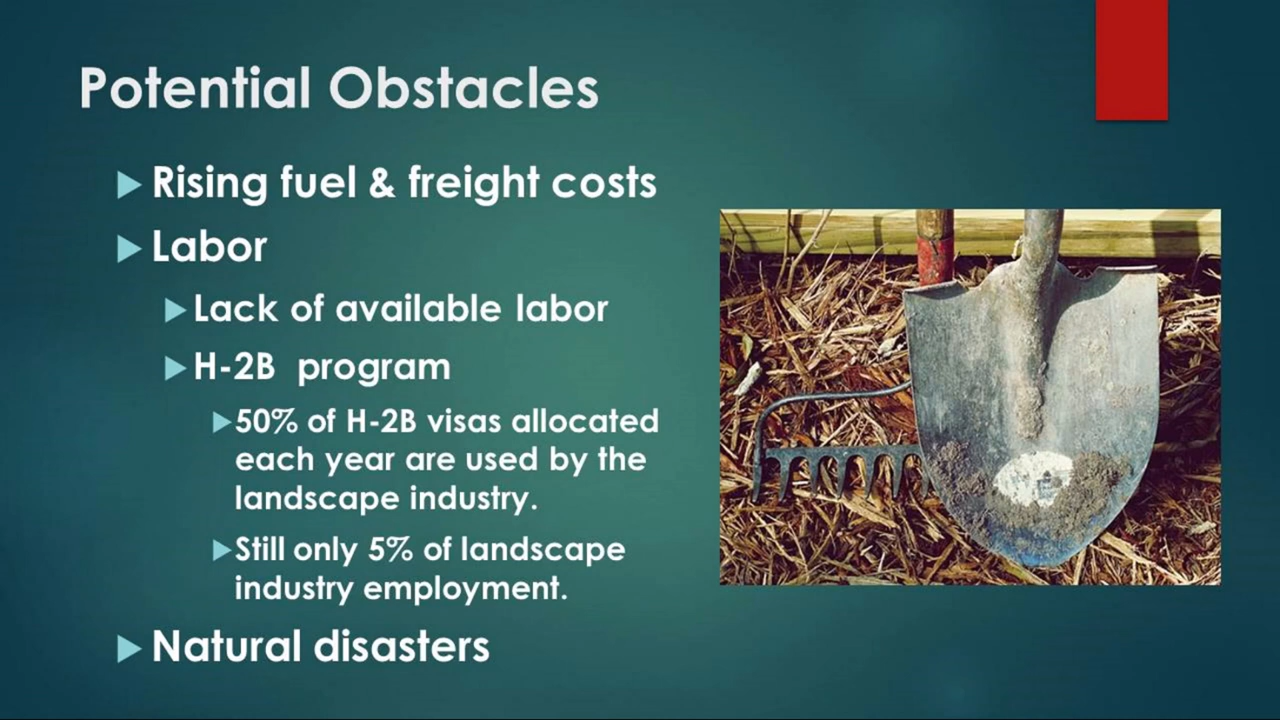 Potential Obstacles
Rising fuel & freight costs
Labor
Lack of available labor
H-2B program
50% of H-2B visas allocated
each year are used by the
landscape industry.
Still only 5% of landscape
industry employment.
Natural disasters